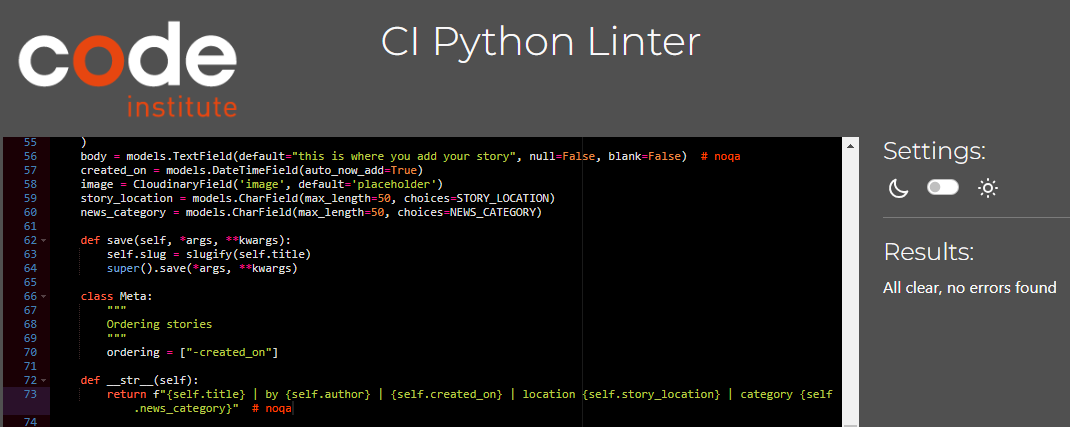 code
institute
CI Python Linter
55 )
56 body = models.TextField(default="this is where you add your story", null=False, blank=False)  # noqa
57 created_on = models.DateTimeField(auto_now_add=True)
58 image = CloudinaryField('image', default='placeholder')
59 story_location = models.CharField(max_length=50, choices=STORY_LOCATION)
60 news_category = models.CharField(max_length=50, choices=NEWS_CATEGORY)
61
62 def save(self, *args, **kwargs):
63 self.slug = slugify(self.title)
64 super().save(*args, **kwargs)
65
66 class Meta:
67 """
68 Ordering stories
69 """
70 ordering = ["-created_on"]
71
72 def __str__(self):
73 return f"{self.title} | by {self.author} | {self.created_on} | location {self.story_location} | category {self
.news_category}"  # noqa
74
Settings:
Results:
All clear, no errors found